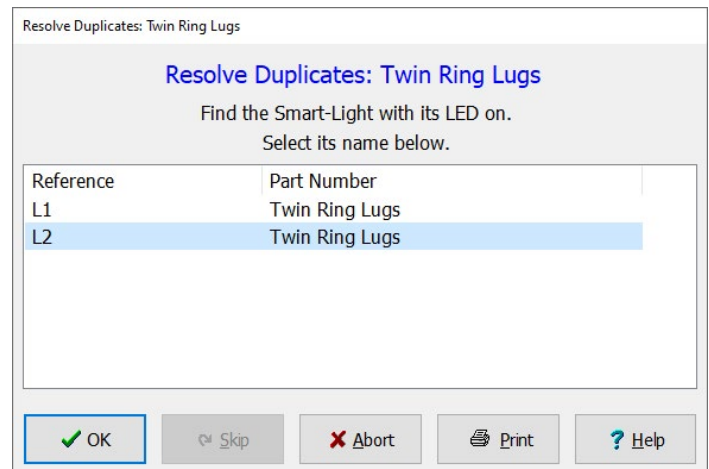 Resolve Duplicates: Twin Ring Lugs
Resolve Duplicates: Twin Ring Lugs
Find the Smart-Light with its LED on.
Select its name below.
Reference Part Number
L1 Twin Ring Lugs
L2 Twin Ring Lugs
OK Skip Abort Print ? Help